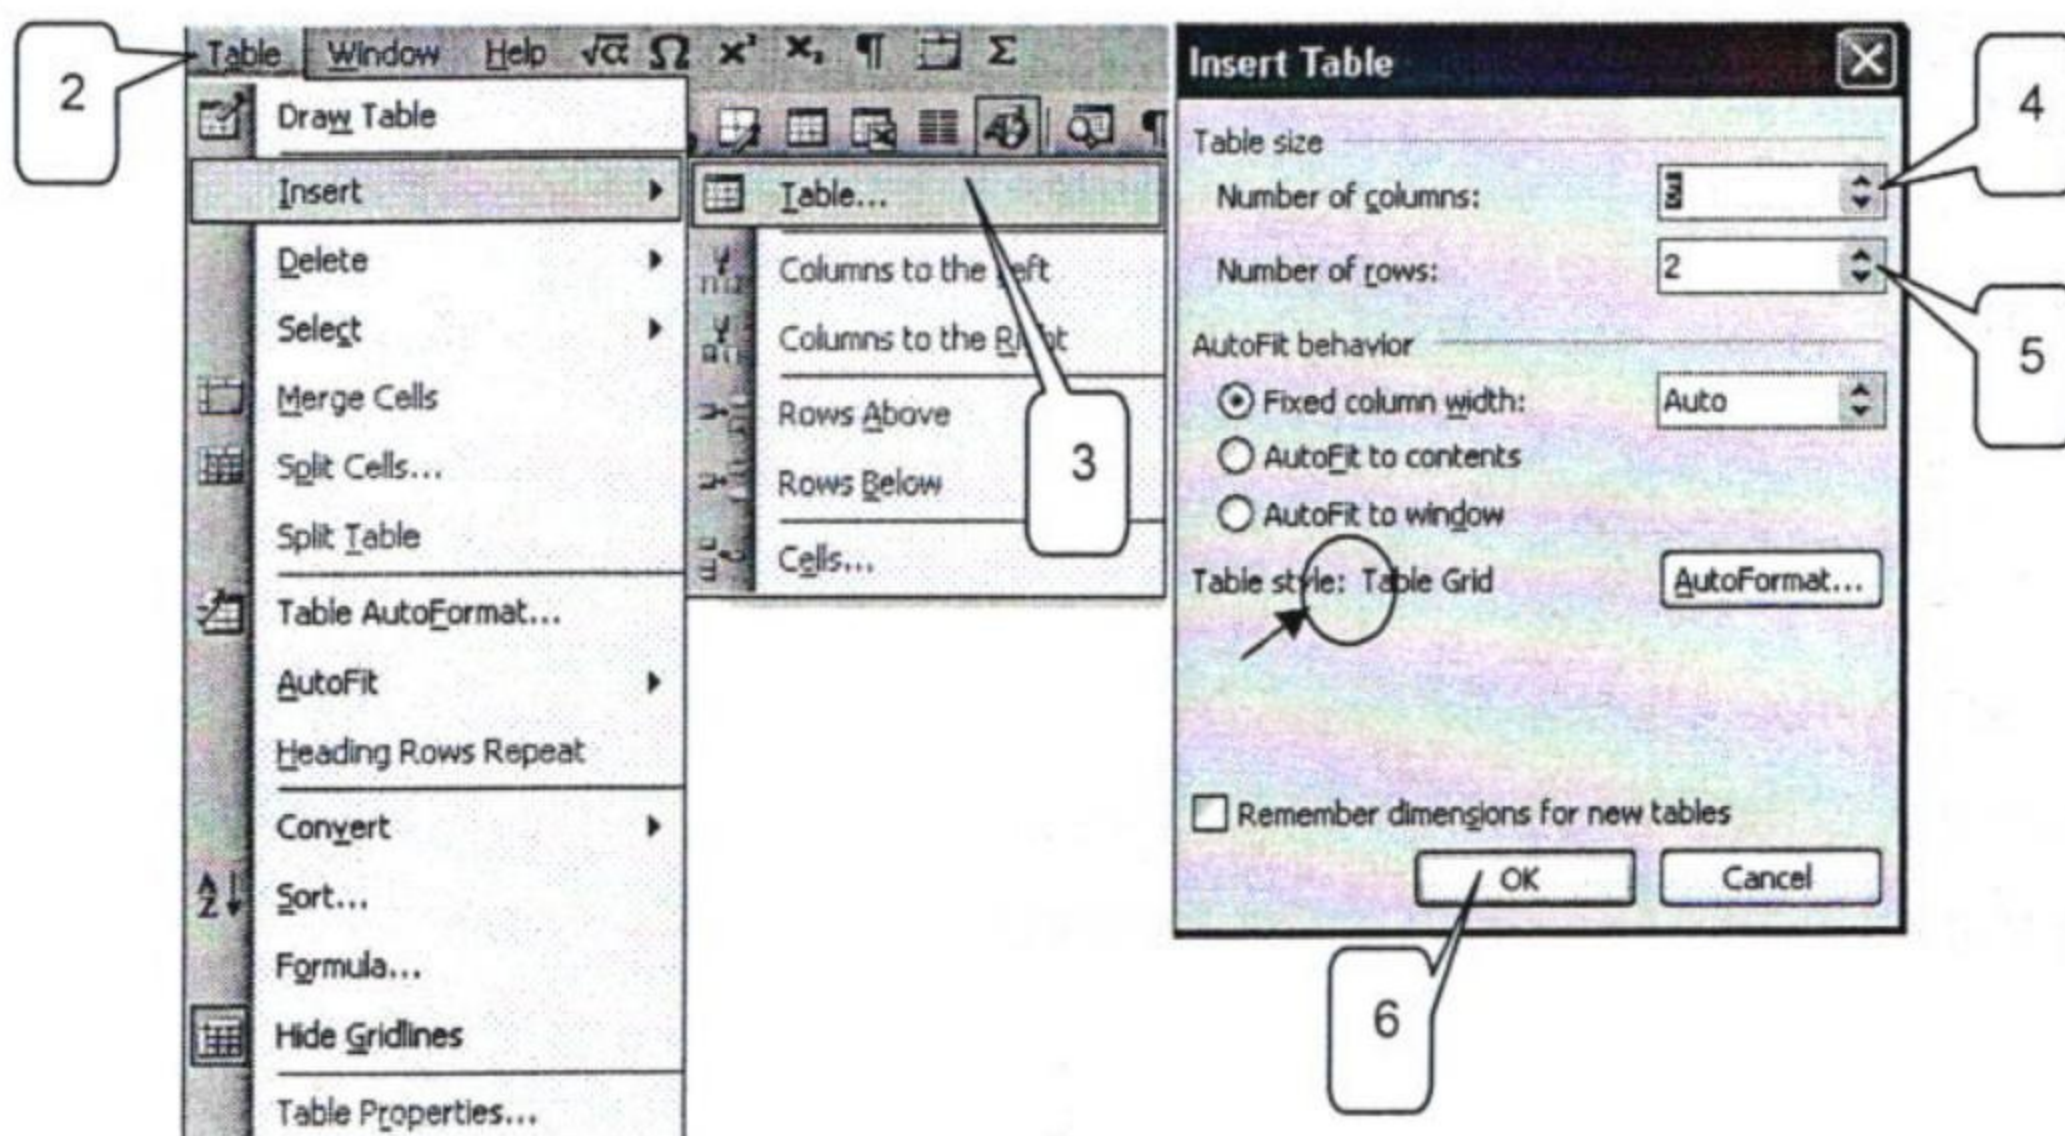 2
Table Window Help √α Ω x² x₂ ¶ Σ
Draw Table
Insert
Delete
Select
Merge Cells
Split Cells...
Split Table
Table AutoFormat...
AutoFit
Heading Rows Repeat
Convert
Sort...
Formula...
Hide Gridlines
Table Properties...
Table...
Columns to the Left
Columns to the Right
Rows Above
Rows Below
Cells...
3
Insert Table
Table size
Number of columns:
4
Number of rows: 2
5
AutoFit behavior
Fixed column width: Auto
AutoFit to contents
AutoFit to window
Table style: Table Grid AutoFormat...
Remember dimensions for new tables
OK Cancel
6